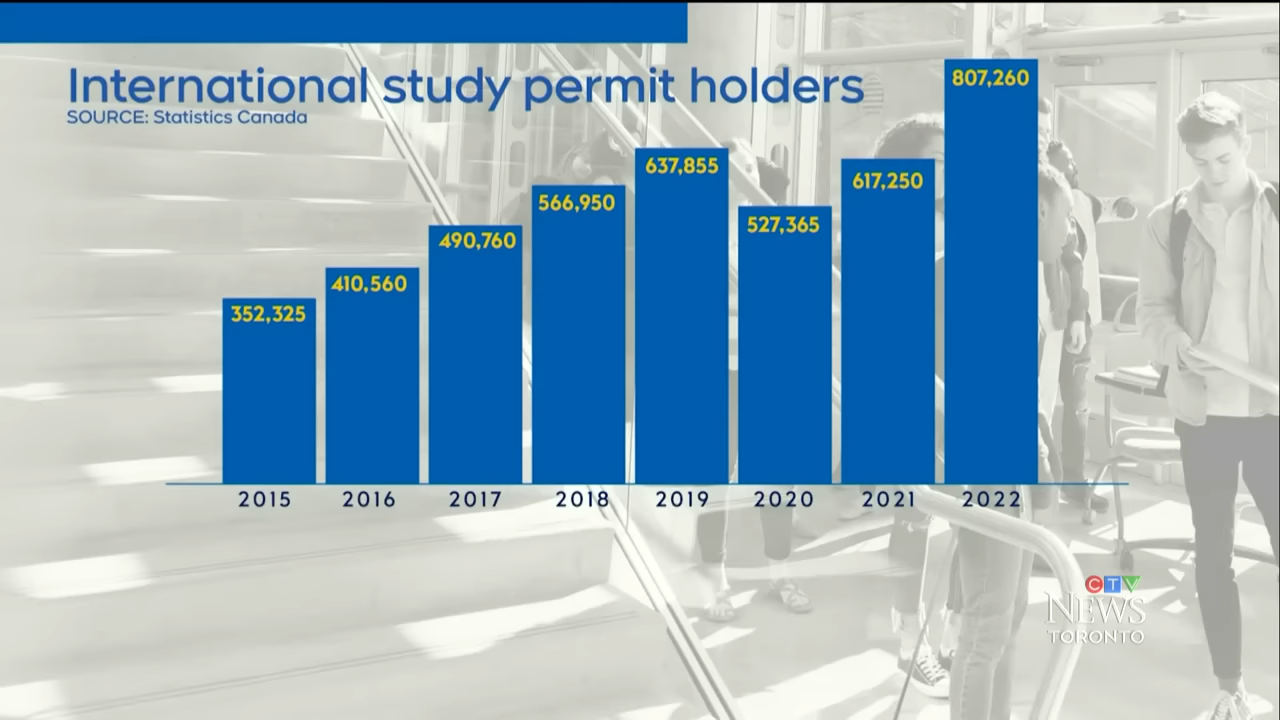 International study permit holders
SOURCE: Statistics Canada
352,325
410,560
490,760
566,950
637,855
527,365
617,250
807,260
2015 2016 2017 2018 2019 2020 2021 2022
CTV
NEWS
TORONTO